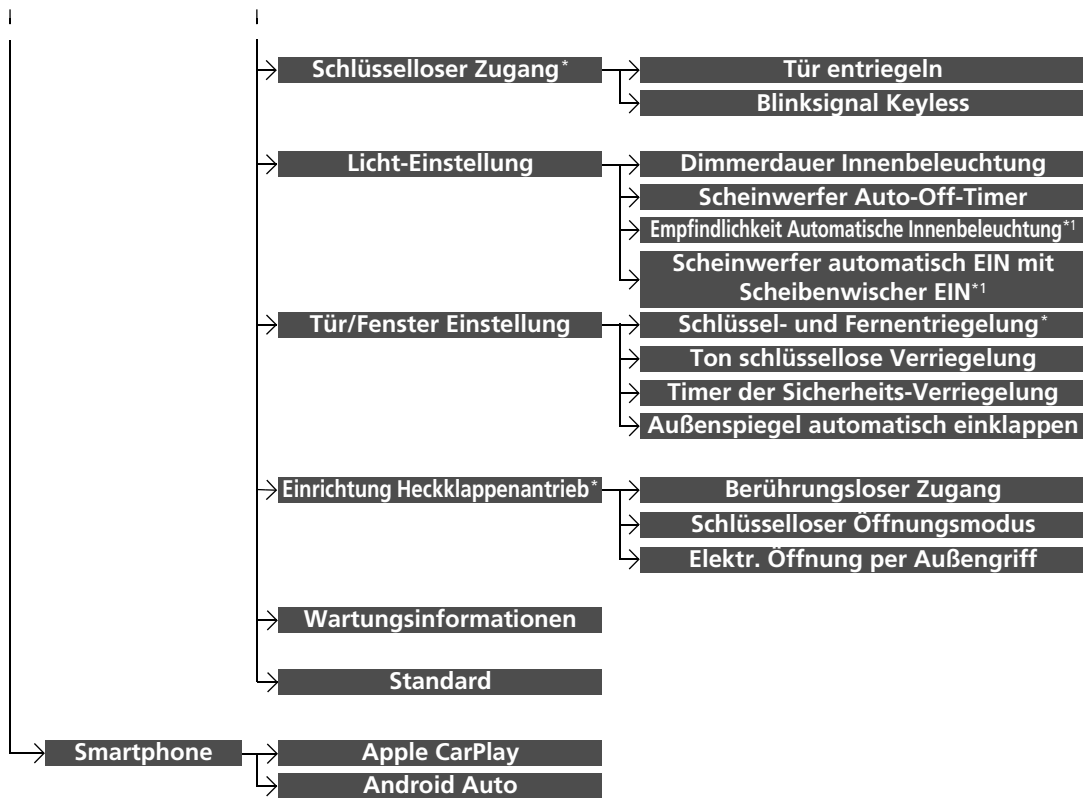 Schlüsselloser Zugang*
Tür entriegeln
Blinksignal Keyless
Licht-Einstellung
Dimmerdauer Innenbeleuchtung
Scheinwerfer Auto-Off-Timer
Empfindlichkeit Automatische Innenbeleuchtung*1
Scheinwerfer automatisch EIN mit
Scheibenwischer EIN*1
Tür/Fenster Einstellung
Schlüssel- und Fernentriegelung*
Ton schlüssellose Verriegelung
Timer der Sicherheits-Verriegelung
Außenspiegel automatisch einklappen
Einrichtung Heckklappenantrieb*
Berührungsloser Zugang
Schlüsselloser Öffnungsmodus
Elektr. Öffnung per Außengriff
Wartungsinformationen
Standard
Smartphone
Apple CarPlay
Android Auto